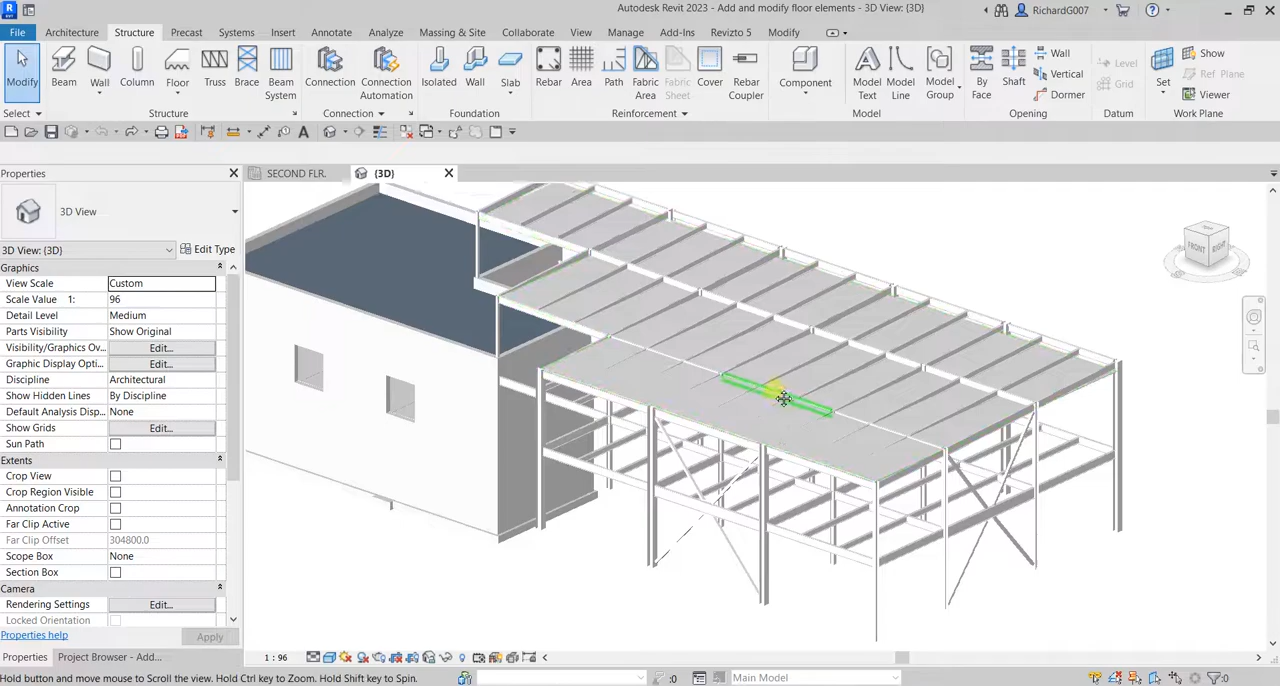 R
RVT
Autodesk Revit 2023 - Add and modify floor elements - 3D View: {3D}
RichardG007
File Architecture Structure Precast Systems Insert Annotate Analyze Massing & Site Collaborate View Manage Add-Ins Revizto 5 Modify
Modify Beam Wall Column Floor Truss Brace Beam System Connection Connection Automation Isolated Wall Slab Rebar Area Path Fabric Area Fabric Sheet Cover Rebar Coupler Component Model Text Model Line Model Group By Face Shaft Wall Vertical Dormer Level Grid Set Show Ref Plane Viewer
Select Structure Connection Foundation Reinforcement Model Opening Datum Work Plane
Properties
SECOND FLR.
{3D}
3D View
3D View: {3D}
Edit Type
Graphics
View Scale Custom
Scale Value 1: 96
Detail Level Medium
Parts Visibility Show Original
Visibility/Graphics Ov... Edit...
Graphic Display Opti... Edit...
Discipline Architectural
Show Hidden Lines By Discipline
Default Analysis Disp... None
Show Grids Edit...
Sun Path
Extents
Crop View
Crop Region Visible
Annotation Crop
Far Clip Active
Far Clip Offset 304800.0
Scope Box None
Section Box
Camera
Rendering Settings Edit...
Locked Orientation
Properties help
Apply
FRONT
RIGHT
Properties
Project Browser - Add...
1 : 96
Hold button and move mouse to Scroll the view. Hold Ctrl key to Zoom. Hold Shift key to Spin.
:0
Main Model
:0